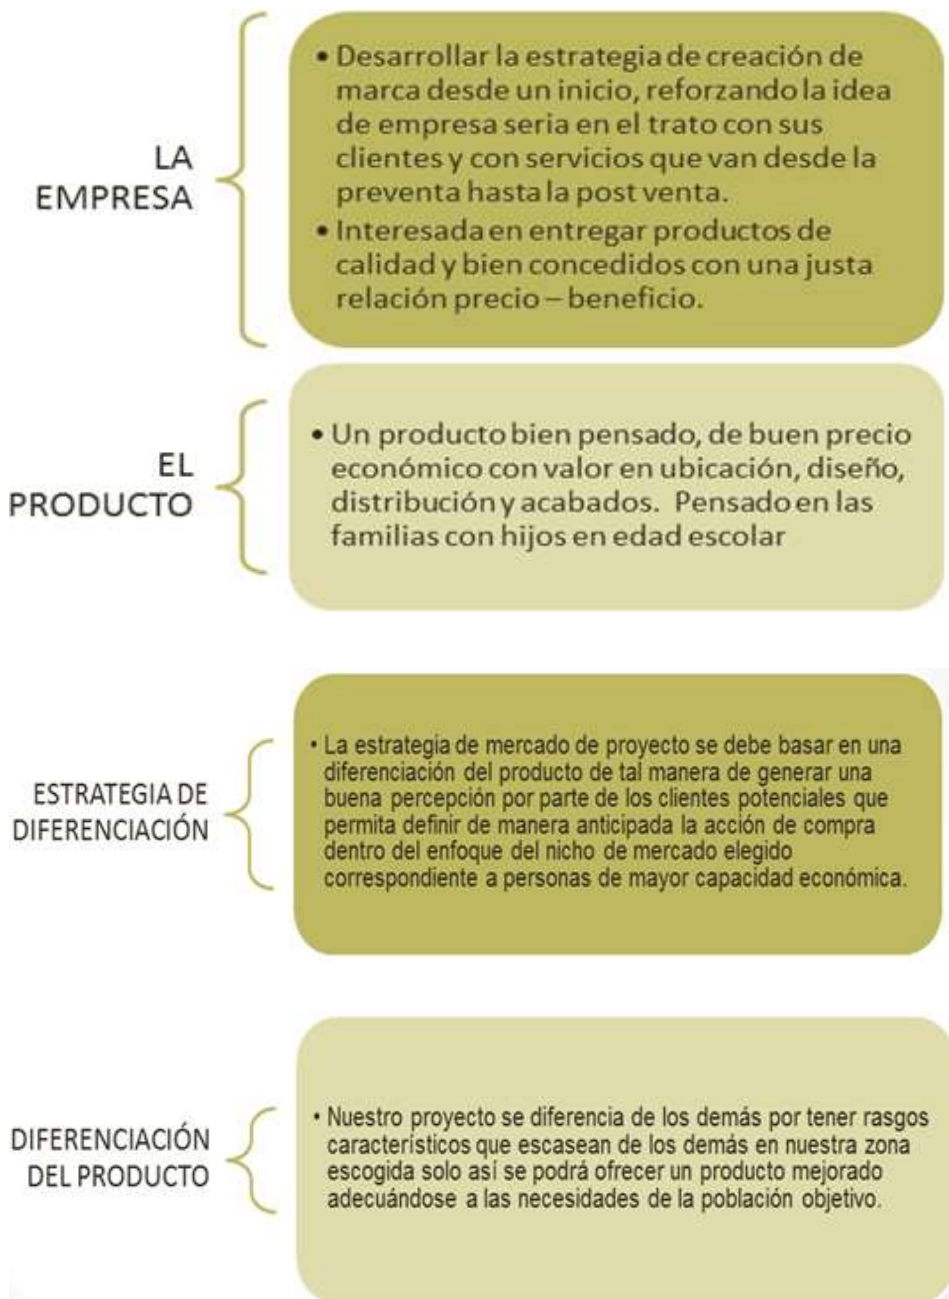 LA
EMPRESA
• Desarrollar la estrategia de creación de
marca desde un inicio, reforzando la idea
de empresa seria en el trato con sus
clientes y con servicios que van desde la
preventa hasta la post venta.
• Interesada en entregar productos de
calidad y bien concedidos con una justa
relación precio – beneficio.
EL
PRODUCTO
• Un producto bien pensado, de buen precio
económico con valor en ubicación, diseño,
distribución y acabados. Pensado en las
familias con hijos en edad escolar
ESTRATEGIA DE
DIFERENCIACIÓN
• La estrategia de mercado de proyecto se debe basar en una
diferenciación del producto de tal manera de generar una
buena percepción por parte de los clientes potenciales que
permita definir de manera anticipada la acción de compra
dentro del enfoque del nicho de mercado elegido
correspondiente a personas de mayor capacidad económica.
DIFERENCIACIÓN
DEL PRODUCTO
• Nuestro proyecto se diferencia de los demás por tener rasgos
característicos que escasean de los demás en nuestra zona
escogida solo así se podrá ofrecer un producto mejorado
adecuándose a las necesidades de la población objetivo.